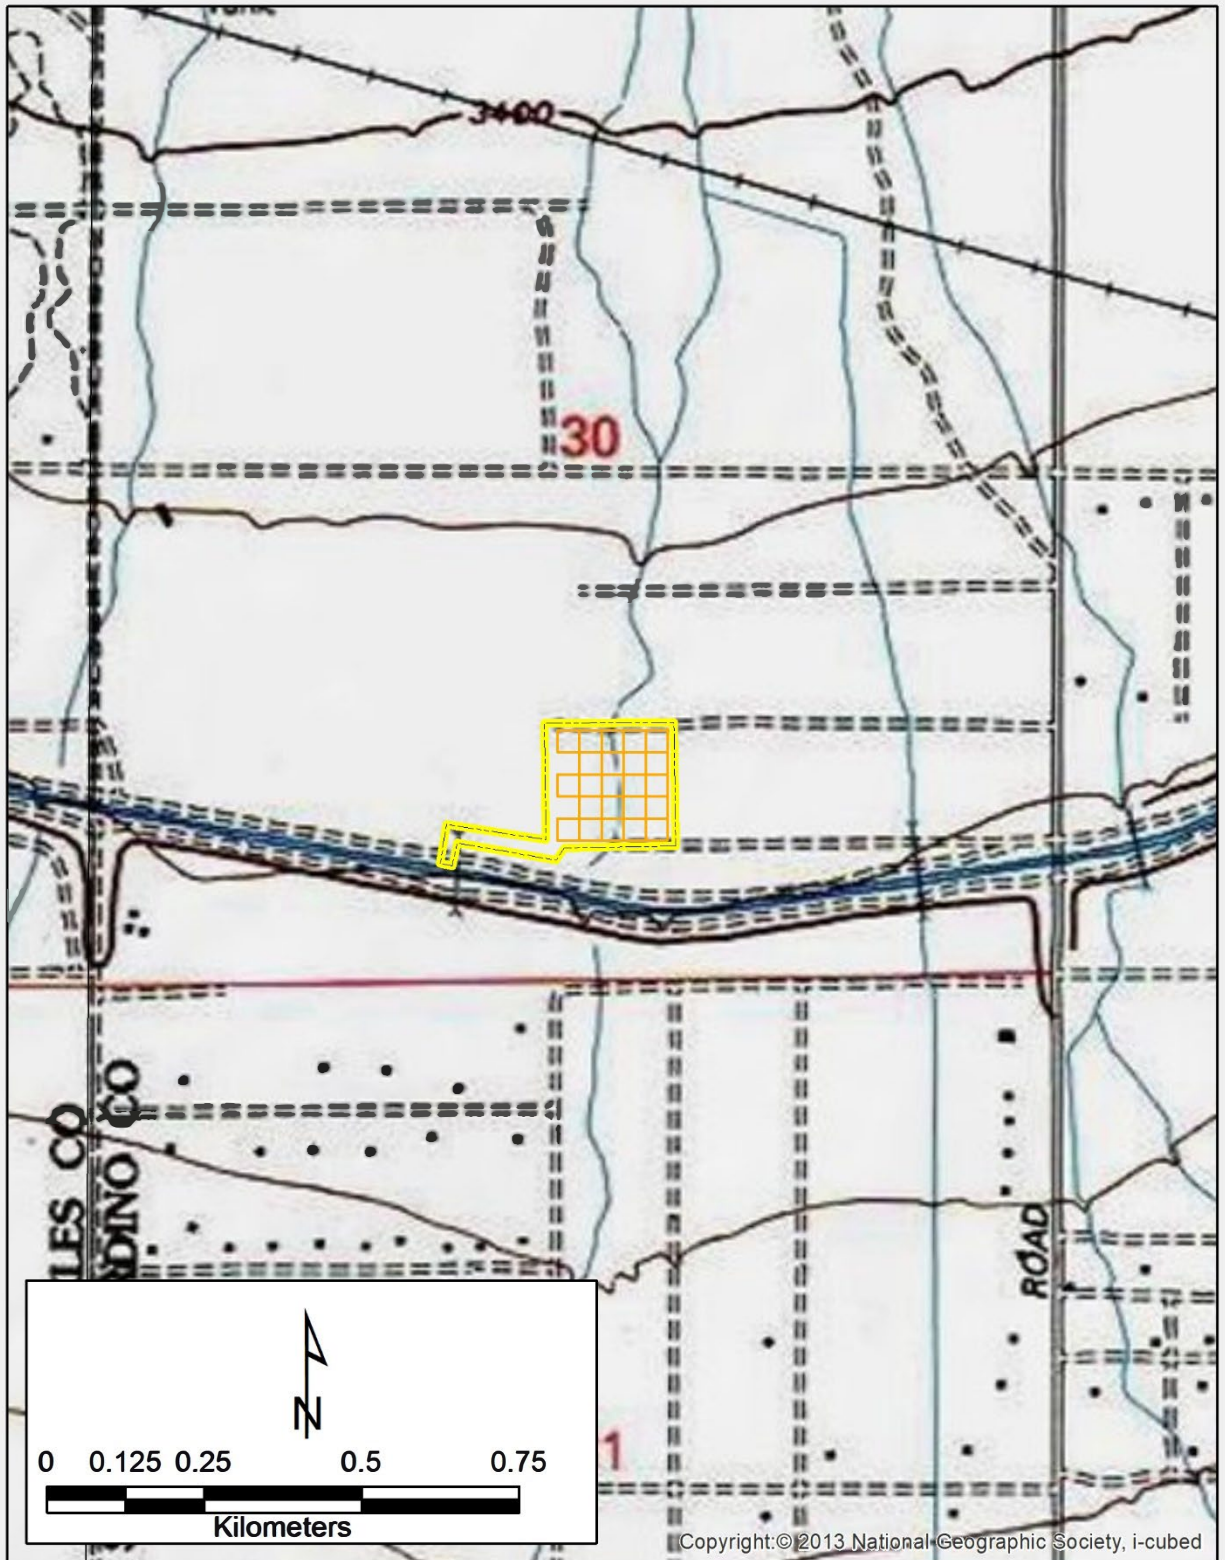 3400
30
LES CO
DINO CO
ROAD
1
N
0 0.125 0.25 0.5 0.75
Kilometers
Copyright:© 2013 National Geographic Society, i-cubed